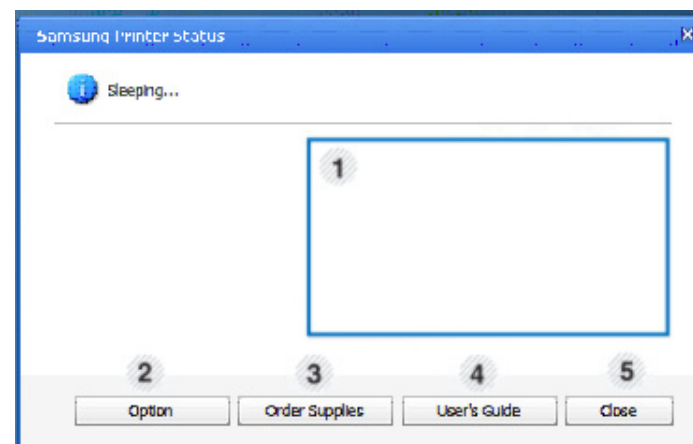 Samsung Printer Status
Sleeping...
1
2
3
4
5
Option
Order Supplies
User's Guide
Close